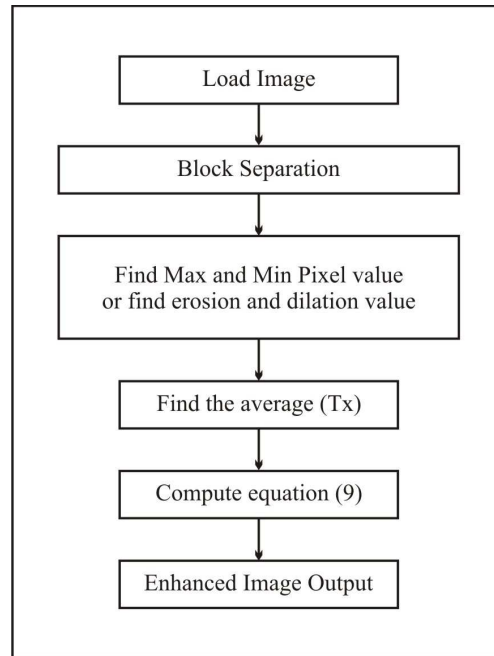 Load Image
Block Separation
Find Max and Min Pixel value
or find erosion and dilation value
Find the average (Tx)
Compute equation (9)
Enhanced Image Output